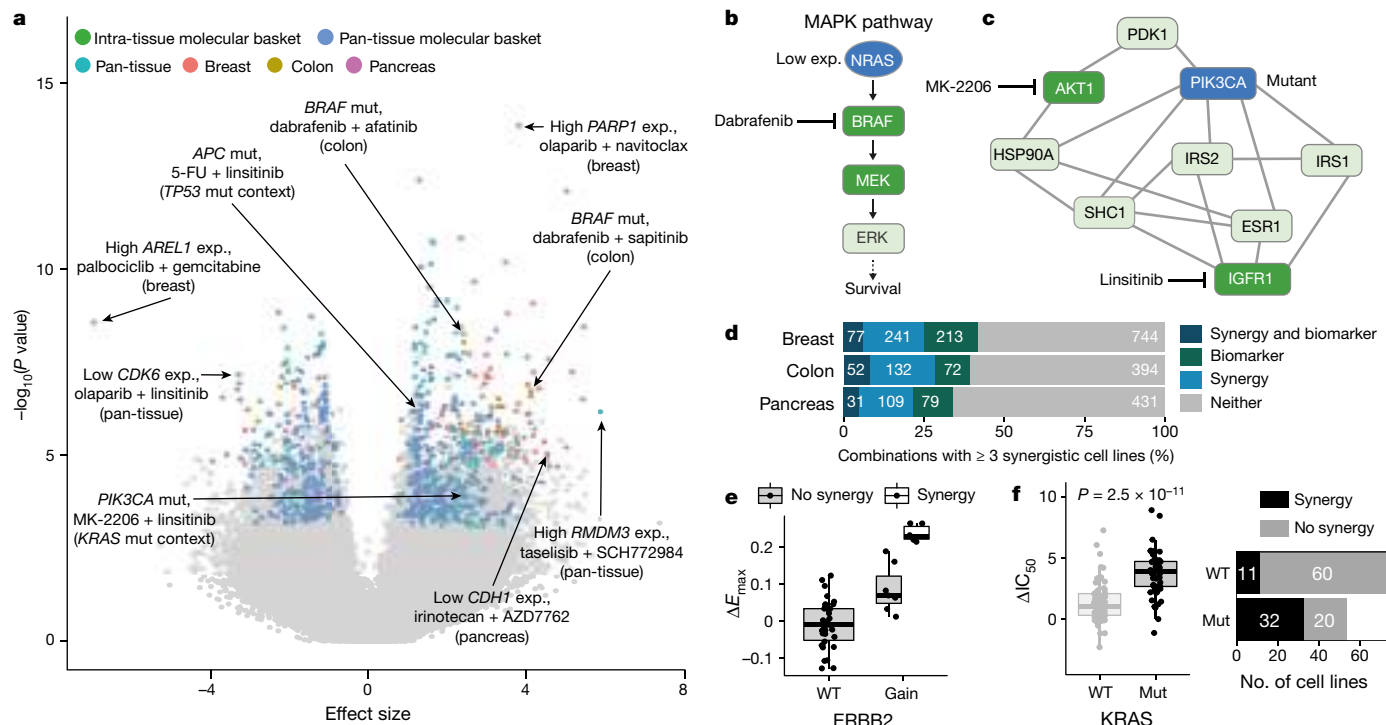 a
Intra-tissue molecular basket
Pan-tissue molecular basket
Pan-tissue
Breast
Colon
Pancreas
15
10
5
0
−log10(P value)
−4
0
4
8
Effect size
BRAF mut,
dabrafenib + afatinib
(colon)
High PARP1 exp.,
olaparib + navitoclax
(breast)
APC mut,
5-FU + linsitinib
(TP53 mut context)
BRAF mut,
dabrafenib + sapitinib
(colon)
High AREL1 exp.,
palbociclib + gemcitabine
(breast)
Low CDK6 exp.,
olaparib + linsitinib
(pan-tissue)
PIK3CA mut,
MK-2206 + linsitinib
(KRAS mut context)
High RMDM3 exp.,
taselisib + SCH772984
(pan-tissue)
Low CDH1 exp.,
irinotecan + AZD7762
(pancreas)
b
MAPK pathway
Low exp.
NRAS
Dabrafenib
BRAF
MEK
ERK
Survival
c
PDK1
MK-2206
AKT1
PIK3CA
Mutant
HSP90A
IRS2
IRS1
SHC1
ESR1
Linsitinib
IGFR1
d
Breast
77 241 213 744
Colon
52 132 72 394
Pancreas
31 109 79 431
0 25 50 75 100
Combinations with ≥ 3 synergistic cell lines (%)
Synergy and biomarker
Biomarker
Synergy
Neither
e
No synergy
Synergy
ΔEmax
0.2
0.1
0
−0.1
WT
Gain
ERBB2
f
P = 2.5 × 10−11
ΔIC50
10
5
0
WT
Mut
KRAS
Synergy
No synergy
WT
11 60
Mut
32 20
0 20 40 60
No. of cell lines